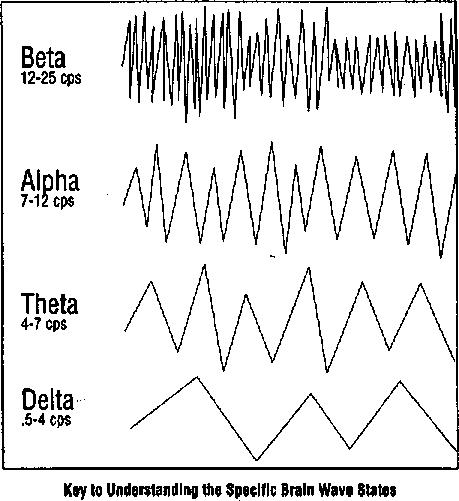 Beta
12-25 cps
Alpha
7-12 cps
Theta
4-7 cps
Delta
.5-4 cps
Key to Understanding the Specific Brain Wave States